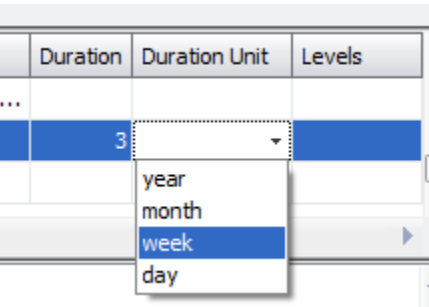 Duration Duration Unit Levels
...
3
year
month
week
day